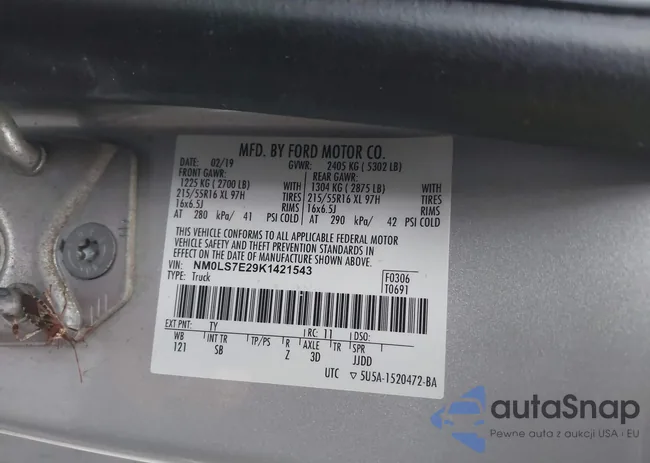 MFD. BY FORD MOTOR CO.
DATE: 02/19 GVWR: 2405 KG ( 5302 LB)
FRONT GAWR: REAR GAWR:
1225 KG ( 2700 LB) WITH 1304 KG ( 2875 LB) WITH
215/55R16 XL 97H TIRES 215/55R16 XL 97H TIRES
16x6.5J RIMS 16x6.5J RIMS
AT 280 kPa/ 41 PSI COLD AT 290 kPa/ 42 PSI COLD
THIS VEHICLE CONFORMS TO ALL APPLICABLE FEDERAL MOTOR
VEHICLE SAFETY AND THEFT PREVENTION STANDARDS IN
EFFECT ON THE DATE OF MANUFACTURE SHOWN ABOVE.
VIN: NM0LS7E29K1421543 F0306
TYPE: Truck T0691
EXT PNT: TY RC: 11 DSO:
WB INT TR TP/PS R AXLE TR SPR
121 SB Z 3D JJDD
UTC ▽ 5U5A-1520472-BA
autaSnap
Pewne auta z aukcji USA i EU